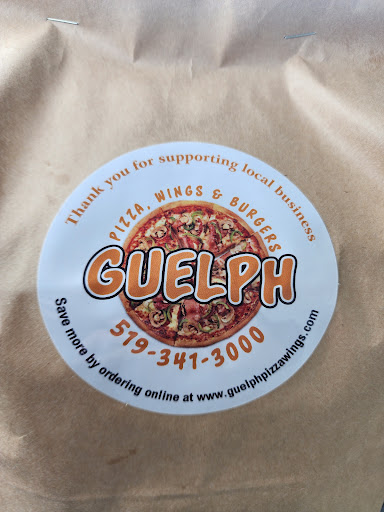 Thank you for supporting local business
PIZZA, WINGS & BURGERS
GUELPH
519-341-3000
Save more by ordering online at www.guelphpizzawings.com